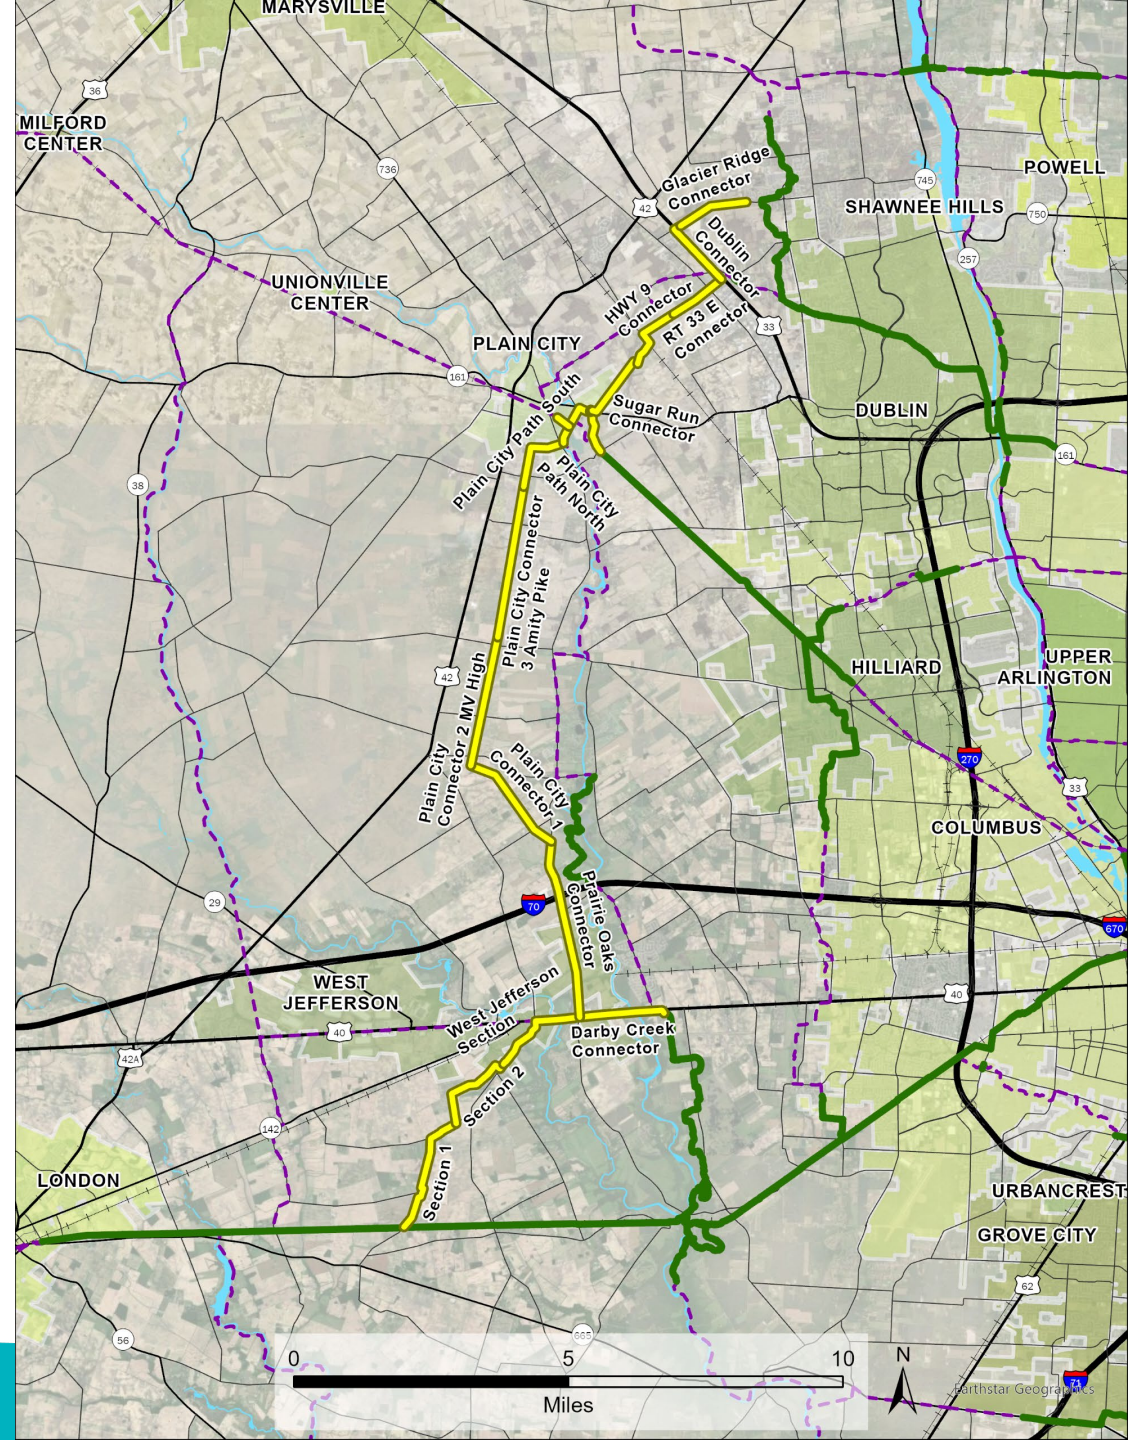 MARYSVILLE
36
MILFORD
CENTER
736
POWELL
745
Glacier Ridge
Connector
42
SHAWNEE HILLS
750
Dublin
Connector
257
UNIONVILLE
CENTER
HWY 9
Connector
RT 33 E
Connector
33
PLAIN CITY
161
Plain City Path South
Sugar Run
Connector
DUBLIN
161
38
Plain City
Path North
Plain City Connector
3 Amity Pike
42
HILLIARD
UPPER
ARLINGTON
Plain City
Connector 2 MV High
Plain City
Connector 1
270
33
COLUMBUS
29
70
Prairie Oaks
Connector
670
WEST
JEFFERSON
40
West Jefferson
Section
40
Darby Creek
Connector
42A
Section 2
142
LONDON
Section 1
URBANCREST
GROVE CITY
62
56
665
0
5
10
Miles
N
71
Earthstar Geographics